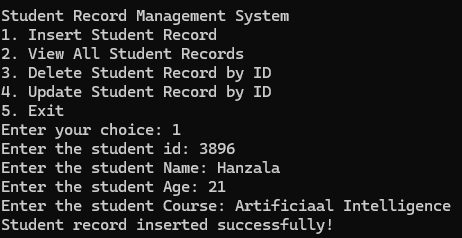 Student Record Management System
1. Insert Student Record
2. View All Student Records
3. Delete Student Record by ID
4. Update Student Record by ID
5. Exit
Enter your choice: 1
Enter the student id: 3896
Enter the student Name: Hanzala
Enter the student Age: 21
Enter the student Course: Artificiaal Intelligence
Student record inserted successfully!